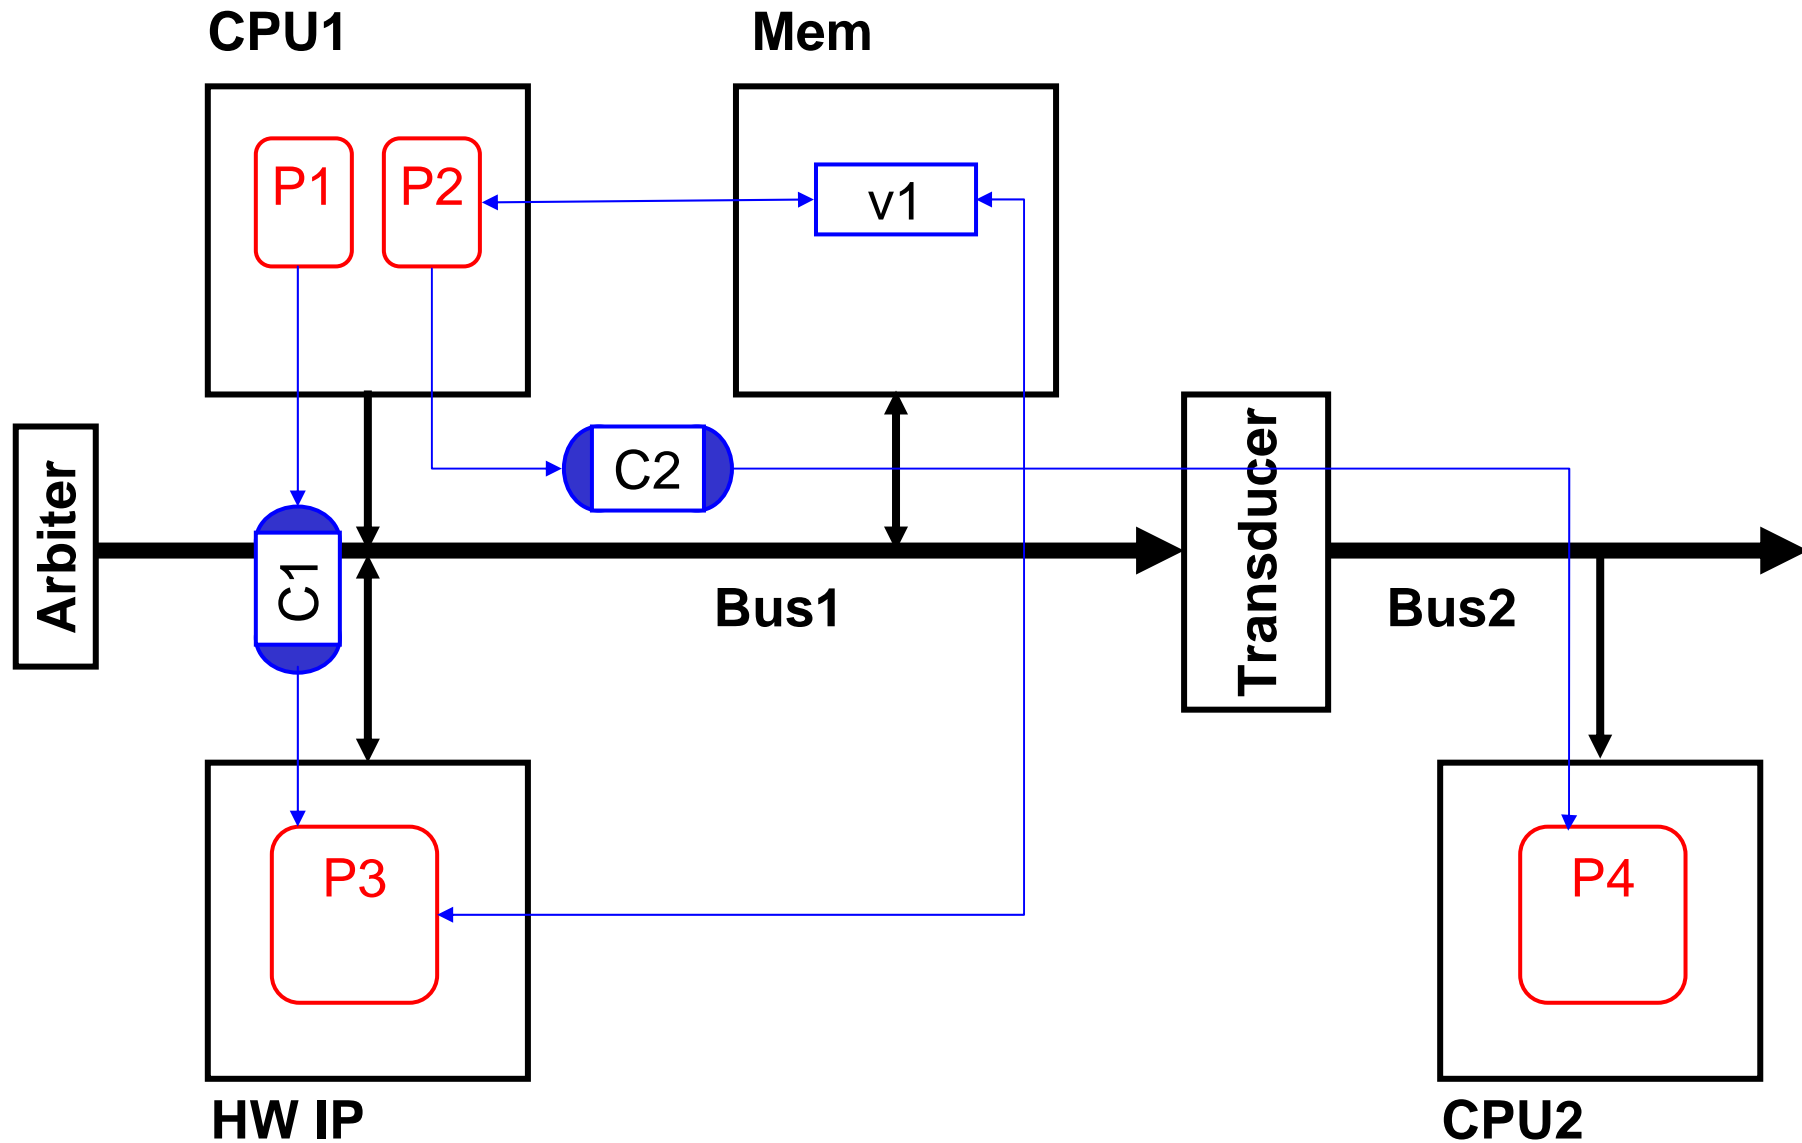 CPU1
Mem
P1
P2
v1
C2
Arbiter
C1
Bus1
Transducer
Bus2
P3
P4
HW IP
CPU2